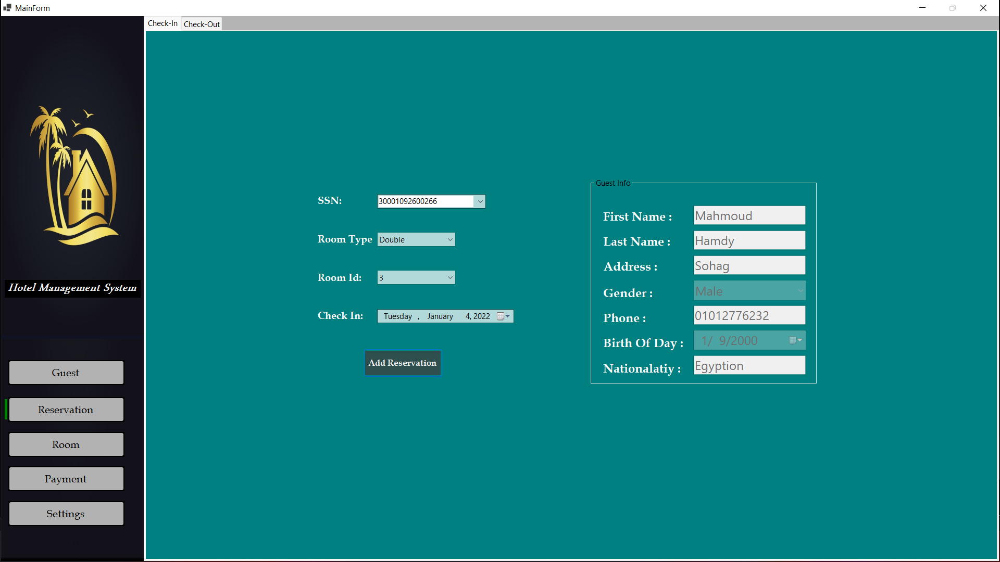 MainForm
Check-In
Check-Out
Hotel Management System
Guest
Reservation
Room
Payment
Settings
SSN: 30001092600266
Room Type Double
Room Id: 3
Check In: Tuesday , January 4, 2022
Add Reservation
Guest Info
First Name : Mahmoud
Last Name : Hamdy
Address : Sohag
Gender : Male
Phone : 01012776232
Birth Of Day : 1/ 9/2000
Nationalatiy : Egyption